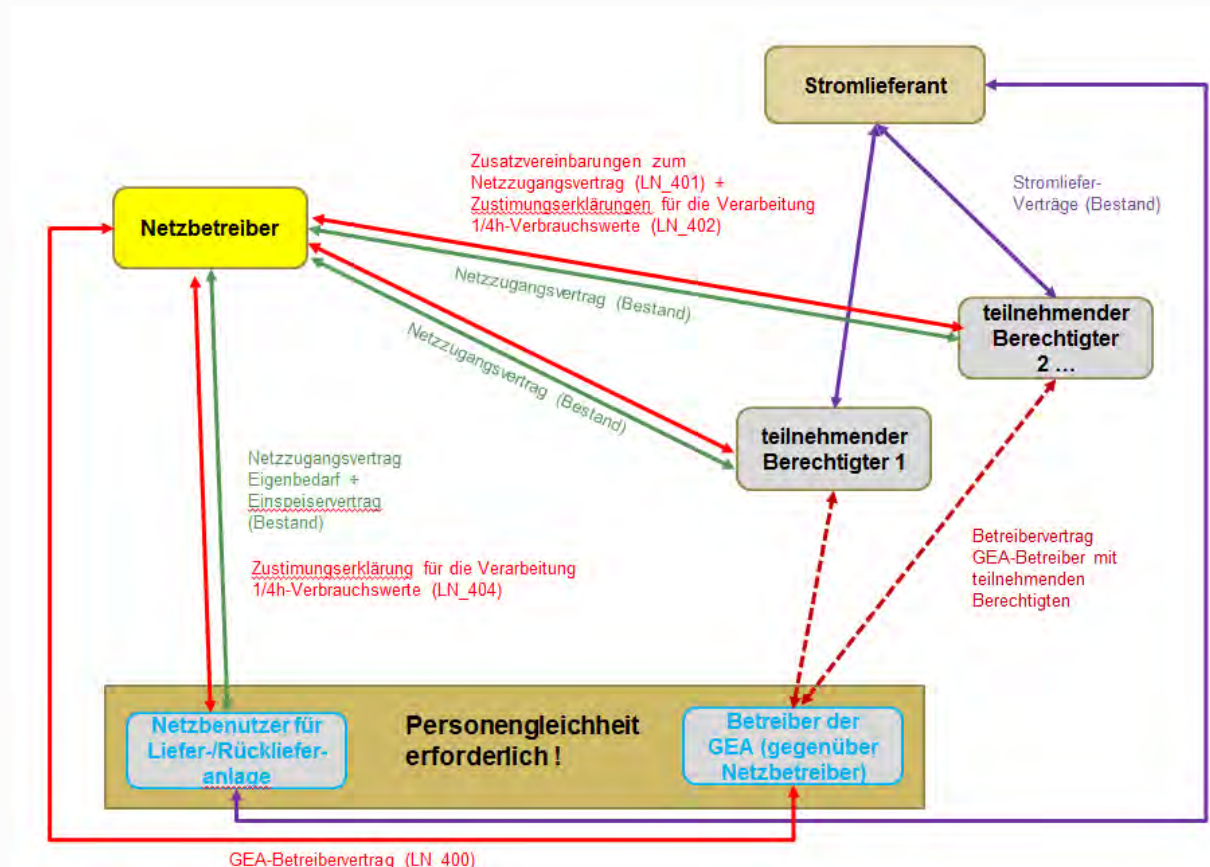 Stromlieferant
Zusatzvereinbarungen zum
Netzzugangsvertrag (LN_401) +
Zustimungserklärungen für die Verarbeitung
1/4h-Verbrauchswerte (LN_402)
Stromliefer-
Verträge (Bestand)
Netzbetreiber
Netzzugangsvertrag (Bestand)
Netzzugangsvertrag (Bestand)
teilnehmender
Berechtigter
2 ...
teilnehmender
Berechtigter 1
Netzzugangsvertrag
Eigenbedarf +
Einspeiservertrag
(Bestand)
Zustimungserklärung für die Verarbeitung
1/4h-Verbrauchswerte (LN_404)
Betreibervertrag
GEA-Betreiber mit
teilnehmenden
Berechtigten
Netzbenutzer für
Liefer-/Rückliefer-
anlage
Personengleichheit
erforderlich !
Betreiber der
GEA (gegenüber
Netzbetreiber)
GEA-Betreibervertrag (LN_400)